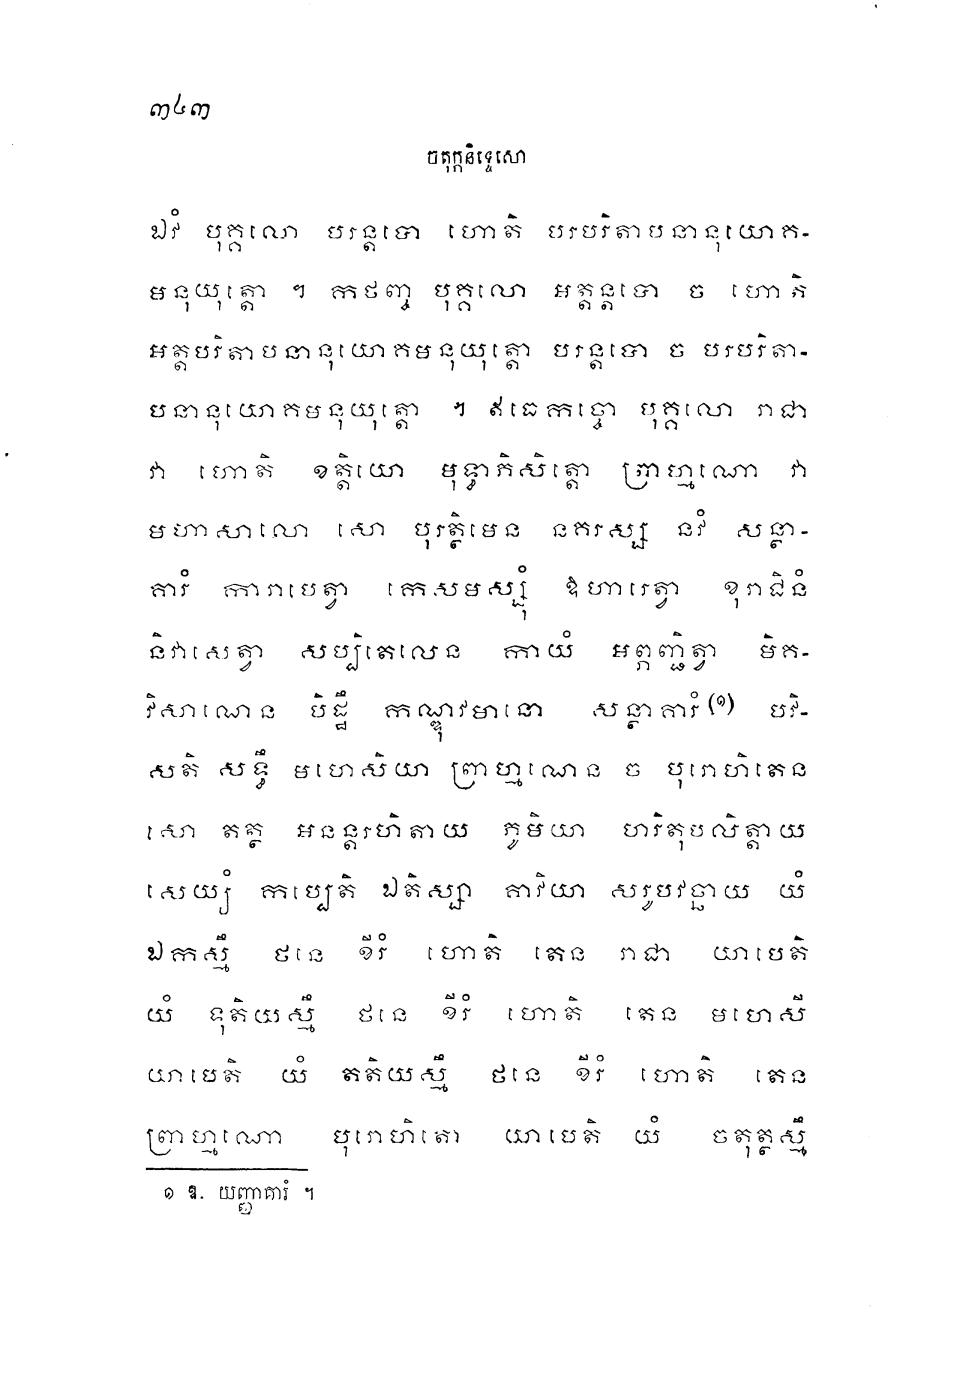 ៣៤៣
ចតុក្កនិទ្ទេសោ
ឯវំ បុគ្គលោ បរន្តបោ ហោតិ បរបរិតាបនានុយោគ-
មនុយុត្តោ ។ កថញ្ច បុគ្គលោ អត្តន្តបោ ច ហោតិ
អត្តបរិតាបនានុយោគមនុយុត្តោ បរន្តបោ ច បរបរិតា-
បនានុយោគមនុយុត្តោ ។ ឥធេកច្ចោ បុគ្គលោ រាជា
វា ហោតិ ខត្តិយោ មុទ្ធាភិសិត្តោ ព្រាហ្មណោ វា
មហាសាលោ សោ បុរត្ថិមេន នគរស្ស នវំ សន្ថា-
គារំ ការាបេត្វា កេសមស្សុំ ឱហារេត្វា ខុរាជិនំ
និវាសេត្វា សប្បិតេលេន កាយំ អព្ភញ្ជិត្វា មិគ-
វិសាណេន បិដ្ឋឹ កណ្ឌុវមានោ សន្ថាគារំ(១) បវិ-
សតិ សទ្ធឹ មហេសិយា ព្រាហ្មណេន ច បុរោហិតេន
សោ តត្ថ អនន្តរហិតាយ ភូមិយា ហរិតុបលិត្តាយ
សេយ្យំ កប្បេតិ ឯតិស្សា គាវិយា សរូបវច្ឆាយ យំ
ឯកស្មឹ ថនេ ខីរំ ហោតិ តេន រាជា យាបេតិ
យំ ទុតិយស្មឹ ថនេ ខីរំ ហោតិ តេន មហេសី
យាបេតិ យំ តតិយស្មឹ ថនេ ខីរំ ហោតិ តេន
ព្រាហ្មណោ បុរោហិតោ យាបេតិ យំ ចតុត្ថស្មឹ
១ ឱ. យញ្ញាគារំ ។